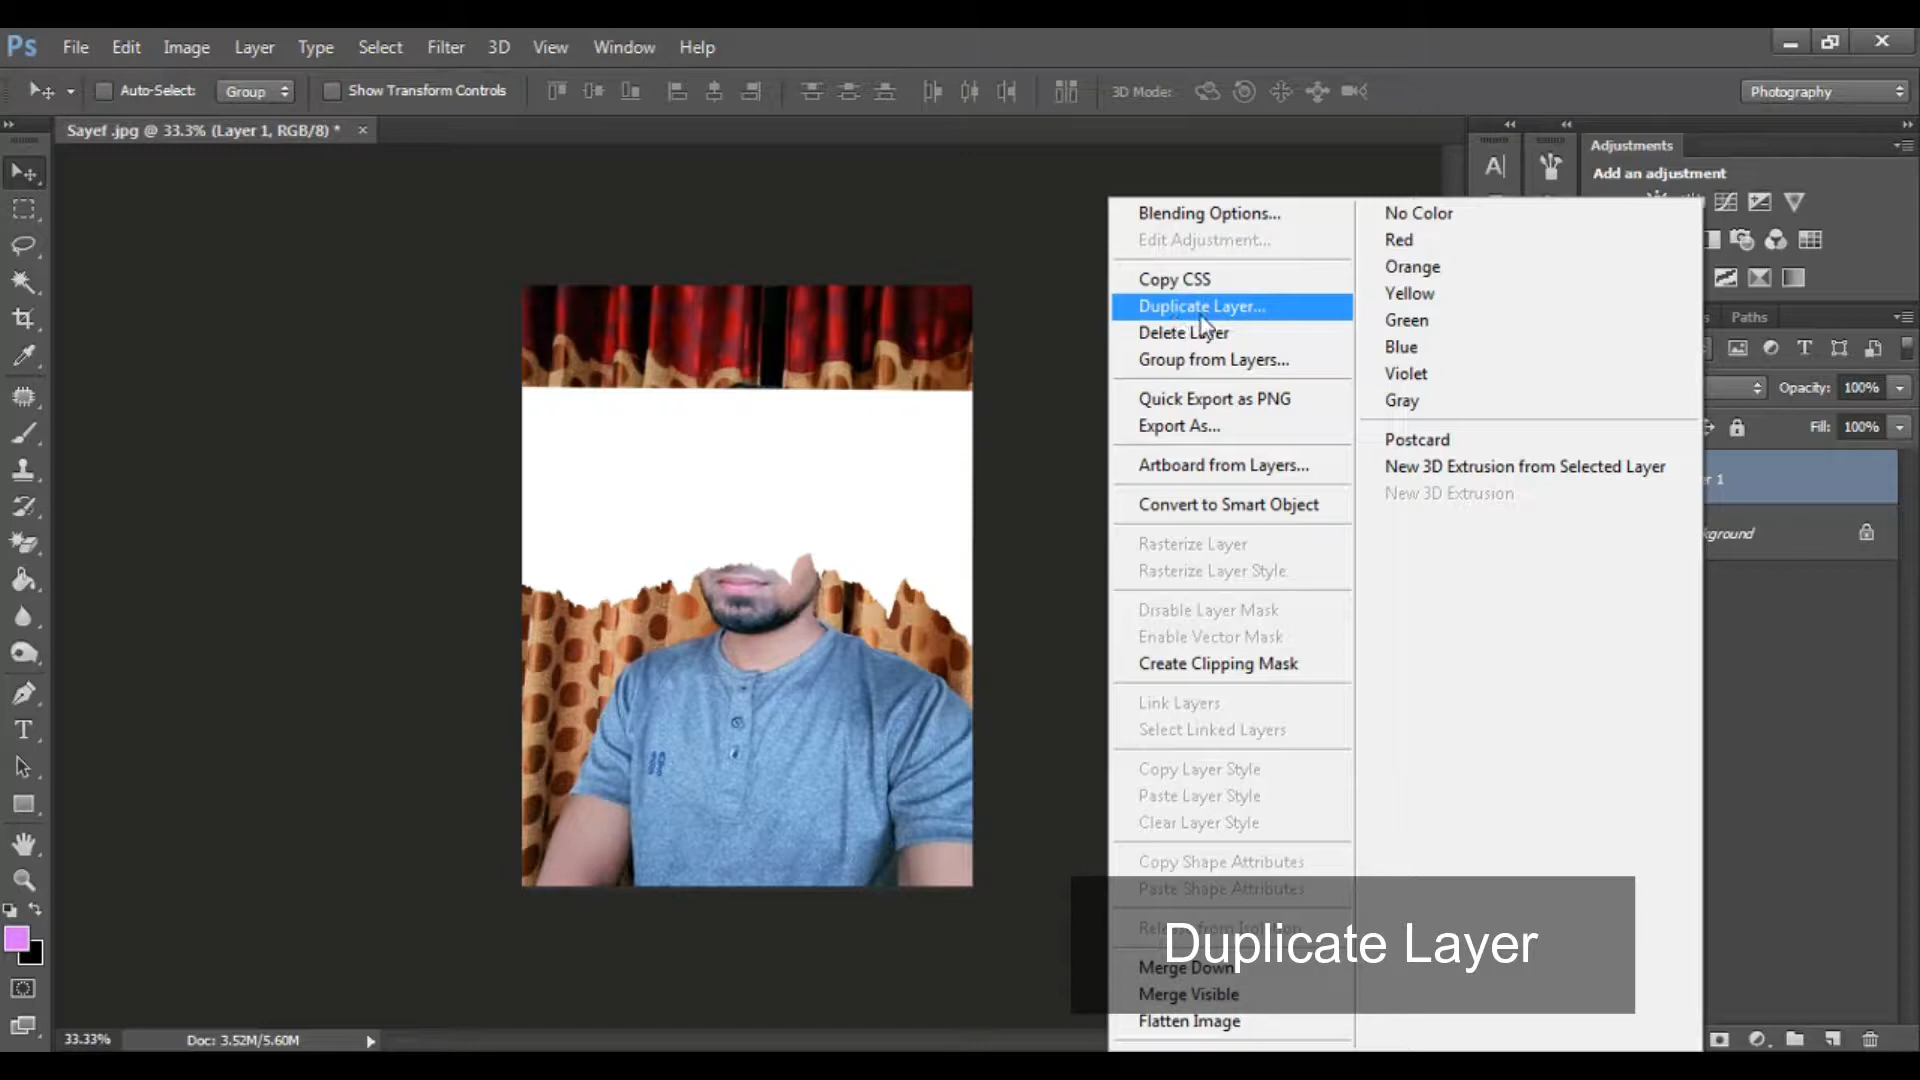 Ps File Edit Image Layer Type Select Filter 3D View Window Help
Auto-Select: Group Show Transform Controls 3D Mode: Photography
Sayef .jpg @ 33.3% (Layer 1, RGB/8) *
Adjustments
Add an adjustment
Blending Options...
Edit Adjustment...
Copy CSS
Duplicate Layer...
Delete Layer
Group from Layers...
Quick Export as PNG
Export As...
Artboard from Layers...
Convert to Smart Object
Rasterize Layer
Rasterize Layer Style
Disable Layer Mask
Enable Vector Mask
Create Clipping Mask
Link Layers
Select Linked Layers
Copy Layer Style
Paste Layer Style
Clear Layer Style
Copy Shape Attributes
Paste Shape Attributes
Merge Down
Merge Visible
Flatten Image
No Color
Red
Orange
Yellow
Green
Blue
Violet
Gray
Postcard
New 3D Extrusion from Selected Layer
New 3D Extrusion
Paths
Opacity: 100%
Fill: 100%
er 1
kground
Duplicate Layer
33.33% Doc: 3.52M/5.60M